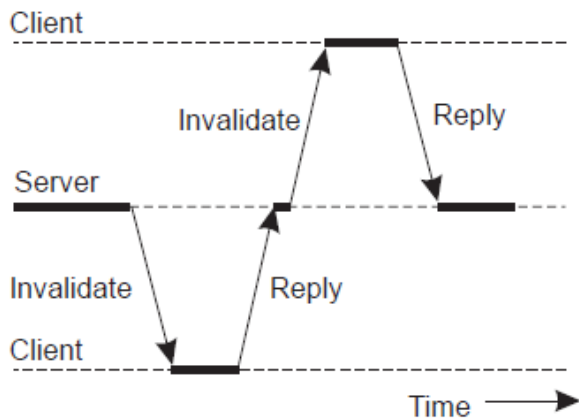 Client
Invalidate
Reply
Server
Invalidate
Reply
Client
Time